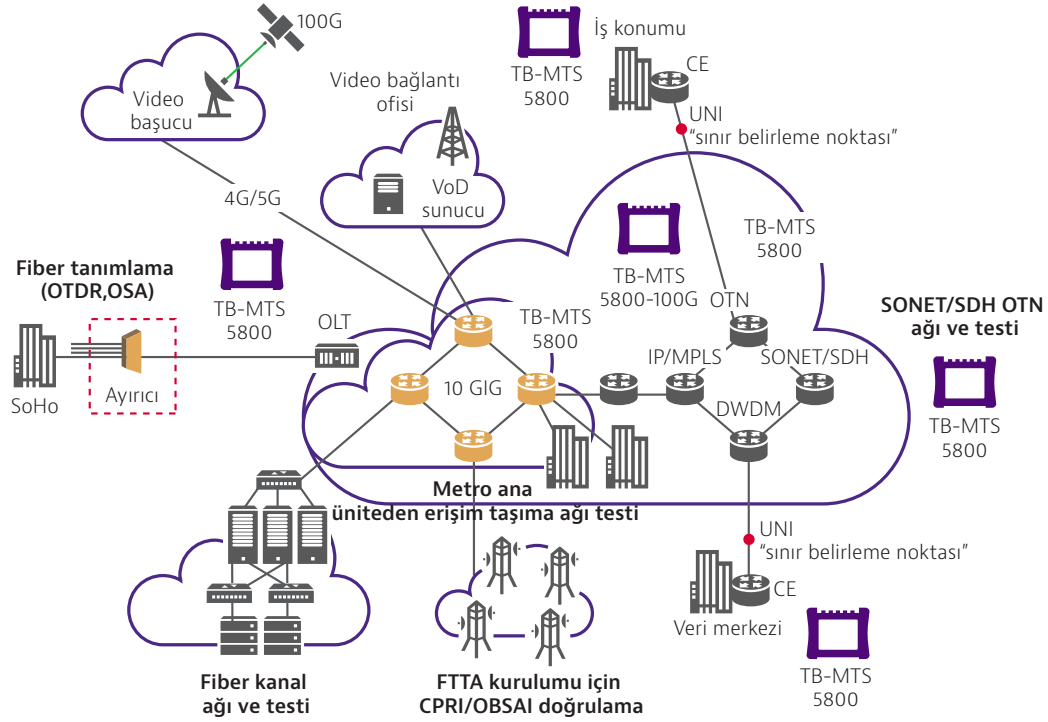 100G
Video
başucu
Video bağlantı
ofisi
VoD
sunucu
4G/5G
TB-MTS
5800
İş konumu
CE
UNI
“sınır belirleme noktası”
TB-MTS
5800
TB-MTS
5800-100G
TB-MTS
5800
Fiber tanımlama
(OTDR,OSA)
SoHo
Ayırıcı
OLT
TB-MTS
5800
10 GIG
OTN
IP/MPLS
SONET/SDH
DWDM
SONET/SDH OTN
ağı ve testi
TB-MTS
5800
Metro ana
üniteden erişim taşıma ağı testi
UNI
“sınır belirleme noktası”
CE
Veri merkezi
TB-MTS
5800
Fiber kanal
ağı ve testi
FTTA kurulumu için
CPRI/OBSAI doğrulama